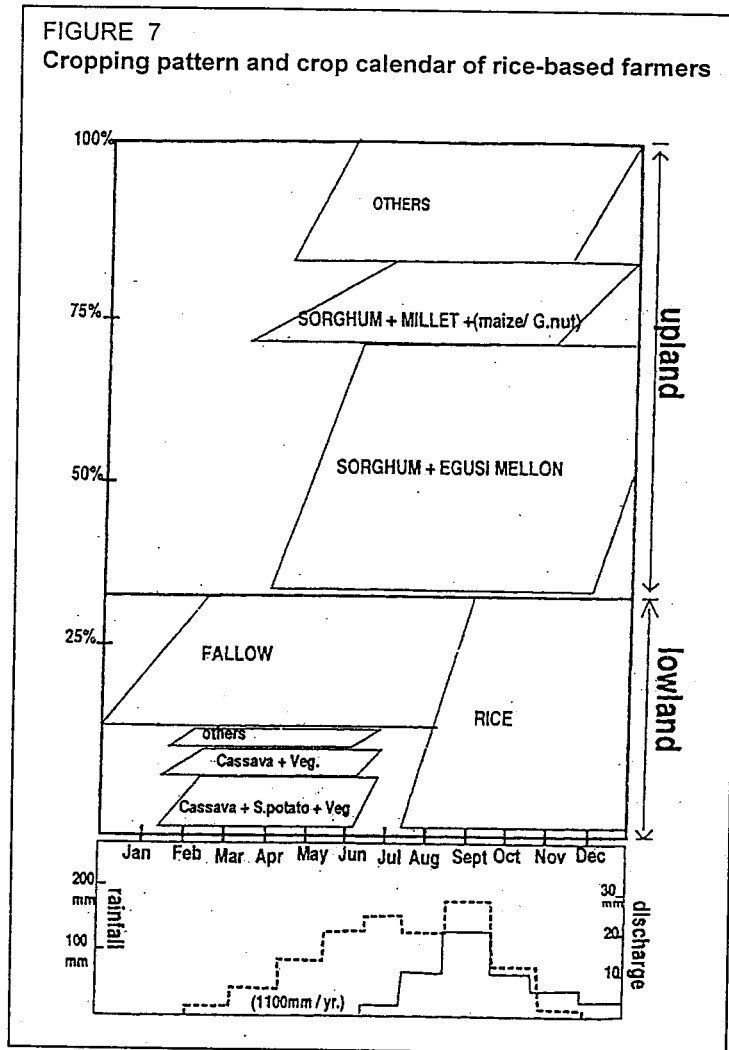 FIGURE 7
Cropping pattern and crop calendar of rice-based farmers
100%
OTHERS
75%
SORGHUM + MILLET +(maize/ G.nut)
upland
50%
SORGHUM + EGUSI MELLON
25%
FALLOW
RICE
lowland
others
Cassava + Veg.
Cassava + S.potato + Veg
Jan Feb Mar Apr May Jun Jul Aug Sept Oct Nov Dec
200
mm
rainfall
100
mm
30
mm
discharge
20
10
(1100mm / yr.)